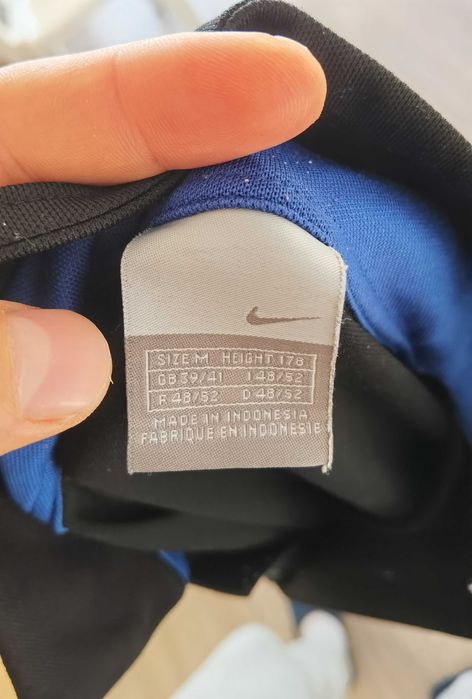 SIZE M HEIGHT 178
GB 39/41 I 48/52
F 48/52 D 48/52
MADE IN INDONESIA
FABRIQUE EN INDONESIE